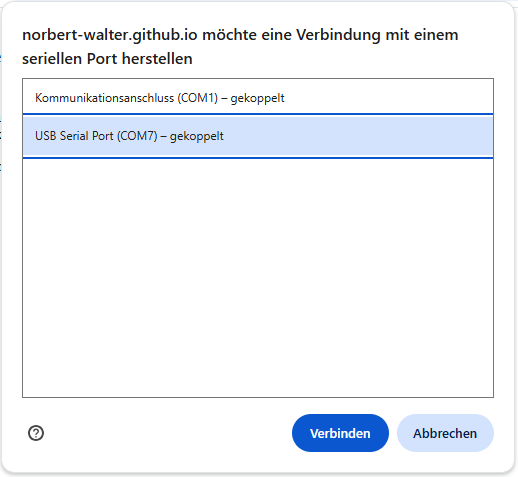 norbert-walter.github.io möchte eine Verbindung mit einem
seriellen Port herstellen
Kommunikationsanschluss (COM1) – gekoppelt
USB Serial Port (COM7) – gekoppelt
Verbinden
Abbrechen